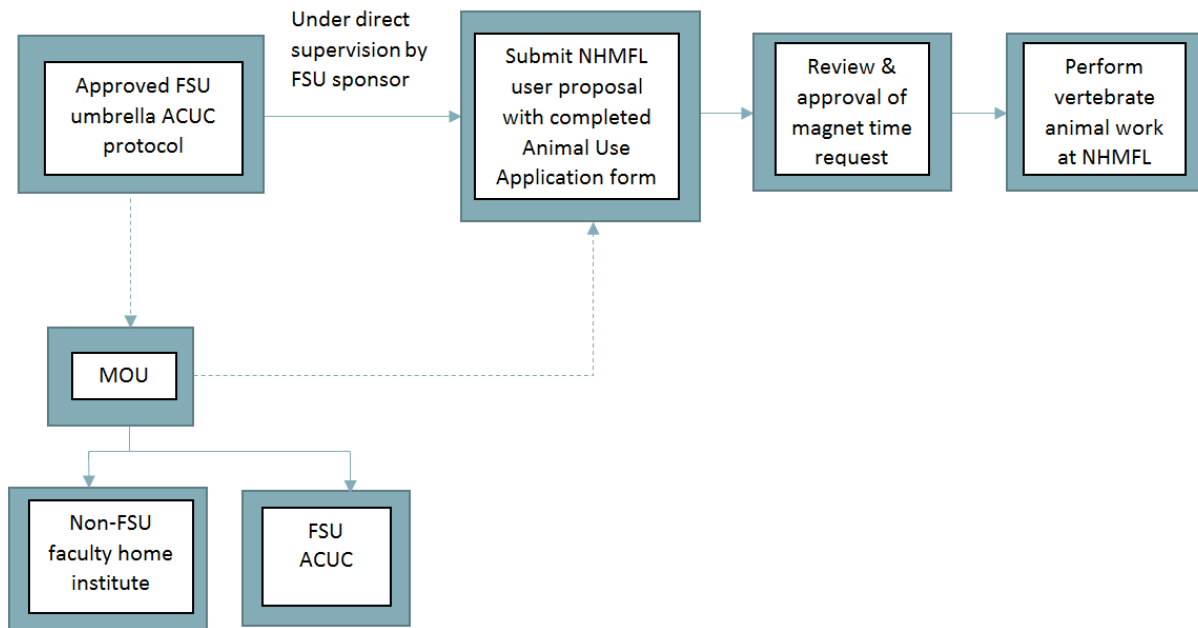 Approved FSU
umbrella ACUC
protocol
Under direct
supervision by
FSU sponsor
Submit NHMFL
user proposal
with completed
Animal Use
Application form
Review &
approval of
magnet time
request
Perform
vertebrate
animal work
at NHMFL
MOU
Non-FSU
faculty home
institute
FSU
ACUC